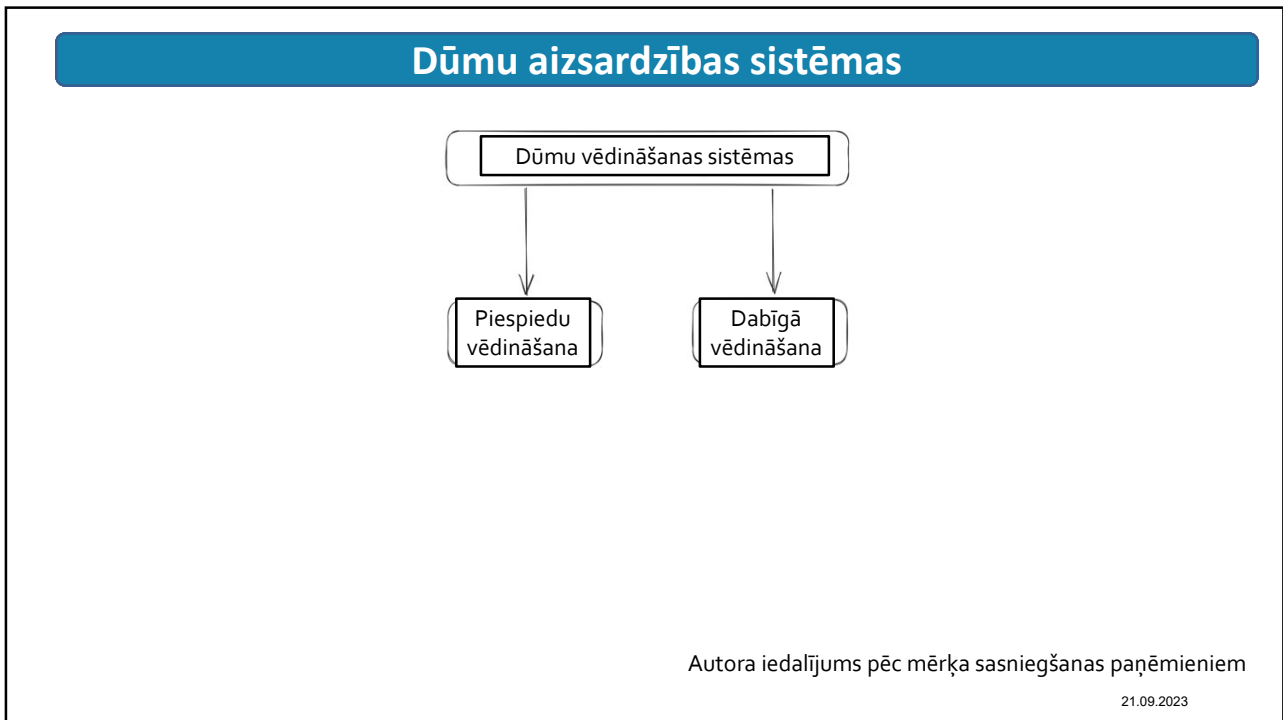 Dūmu aizsardzības sistēmas
Dūmu vēdināšanas sistēmas
Piespiedu
vēdināšana
Dabīgā
vēdināšana
Autora iedalījums pēc mērķa sasniegšanas paņēmieniem
21.09.2023